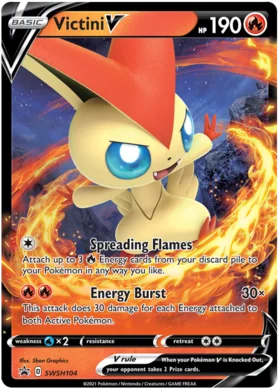 BASIC Victini V HP 190
Spreading Flames
Attach up to 3 Energy cards from your discard pile to
your Pokémon in any way you like.
Energy Burst 30×
This attack does 30 damage for each Energy attached to
both Active Pokémon.
weakness ×2 resistance retreat
Illus. 5ban Graphics
D SWSH104
V rule When your Pokémon V is Knocked Out,
your opponent takes 2 Prize cards.
©2021 Pokémon / Nintendo / Creatures / GAME FREAK